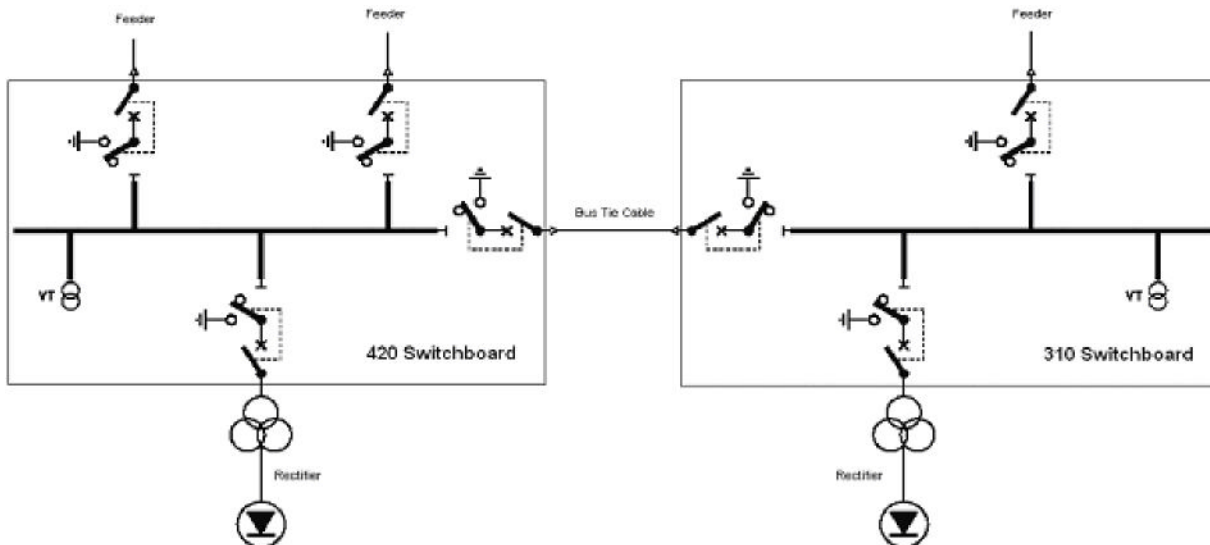 Feeder
Feeder
Feeder
Bus Tie Cable
VT
VT
420 Switchboard
310 Switchboard
Rectifier
Rectifier